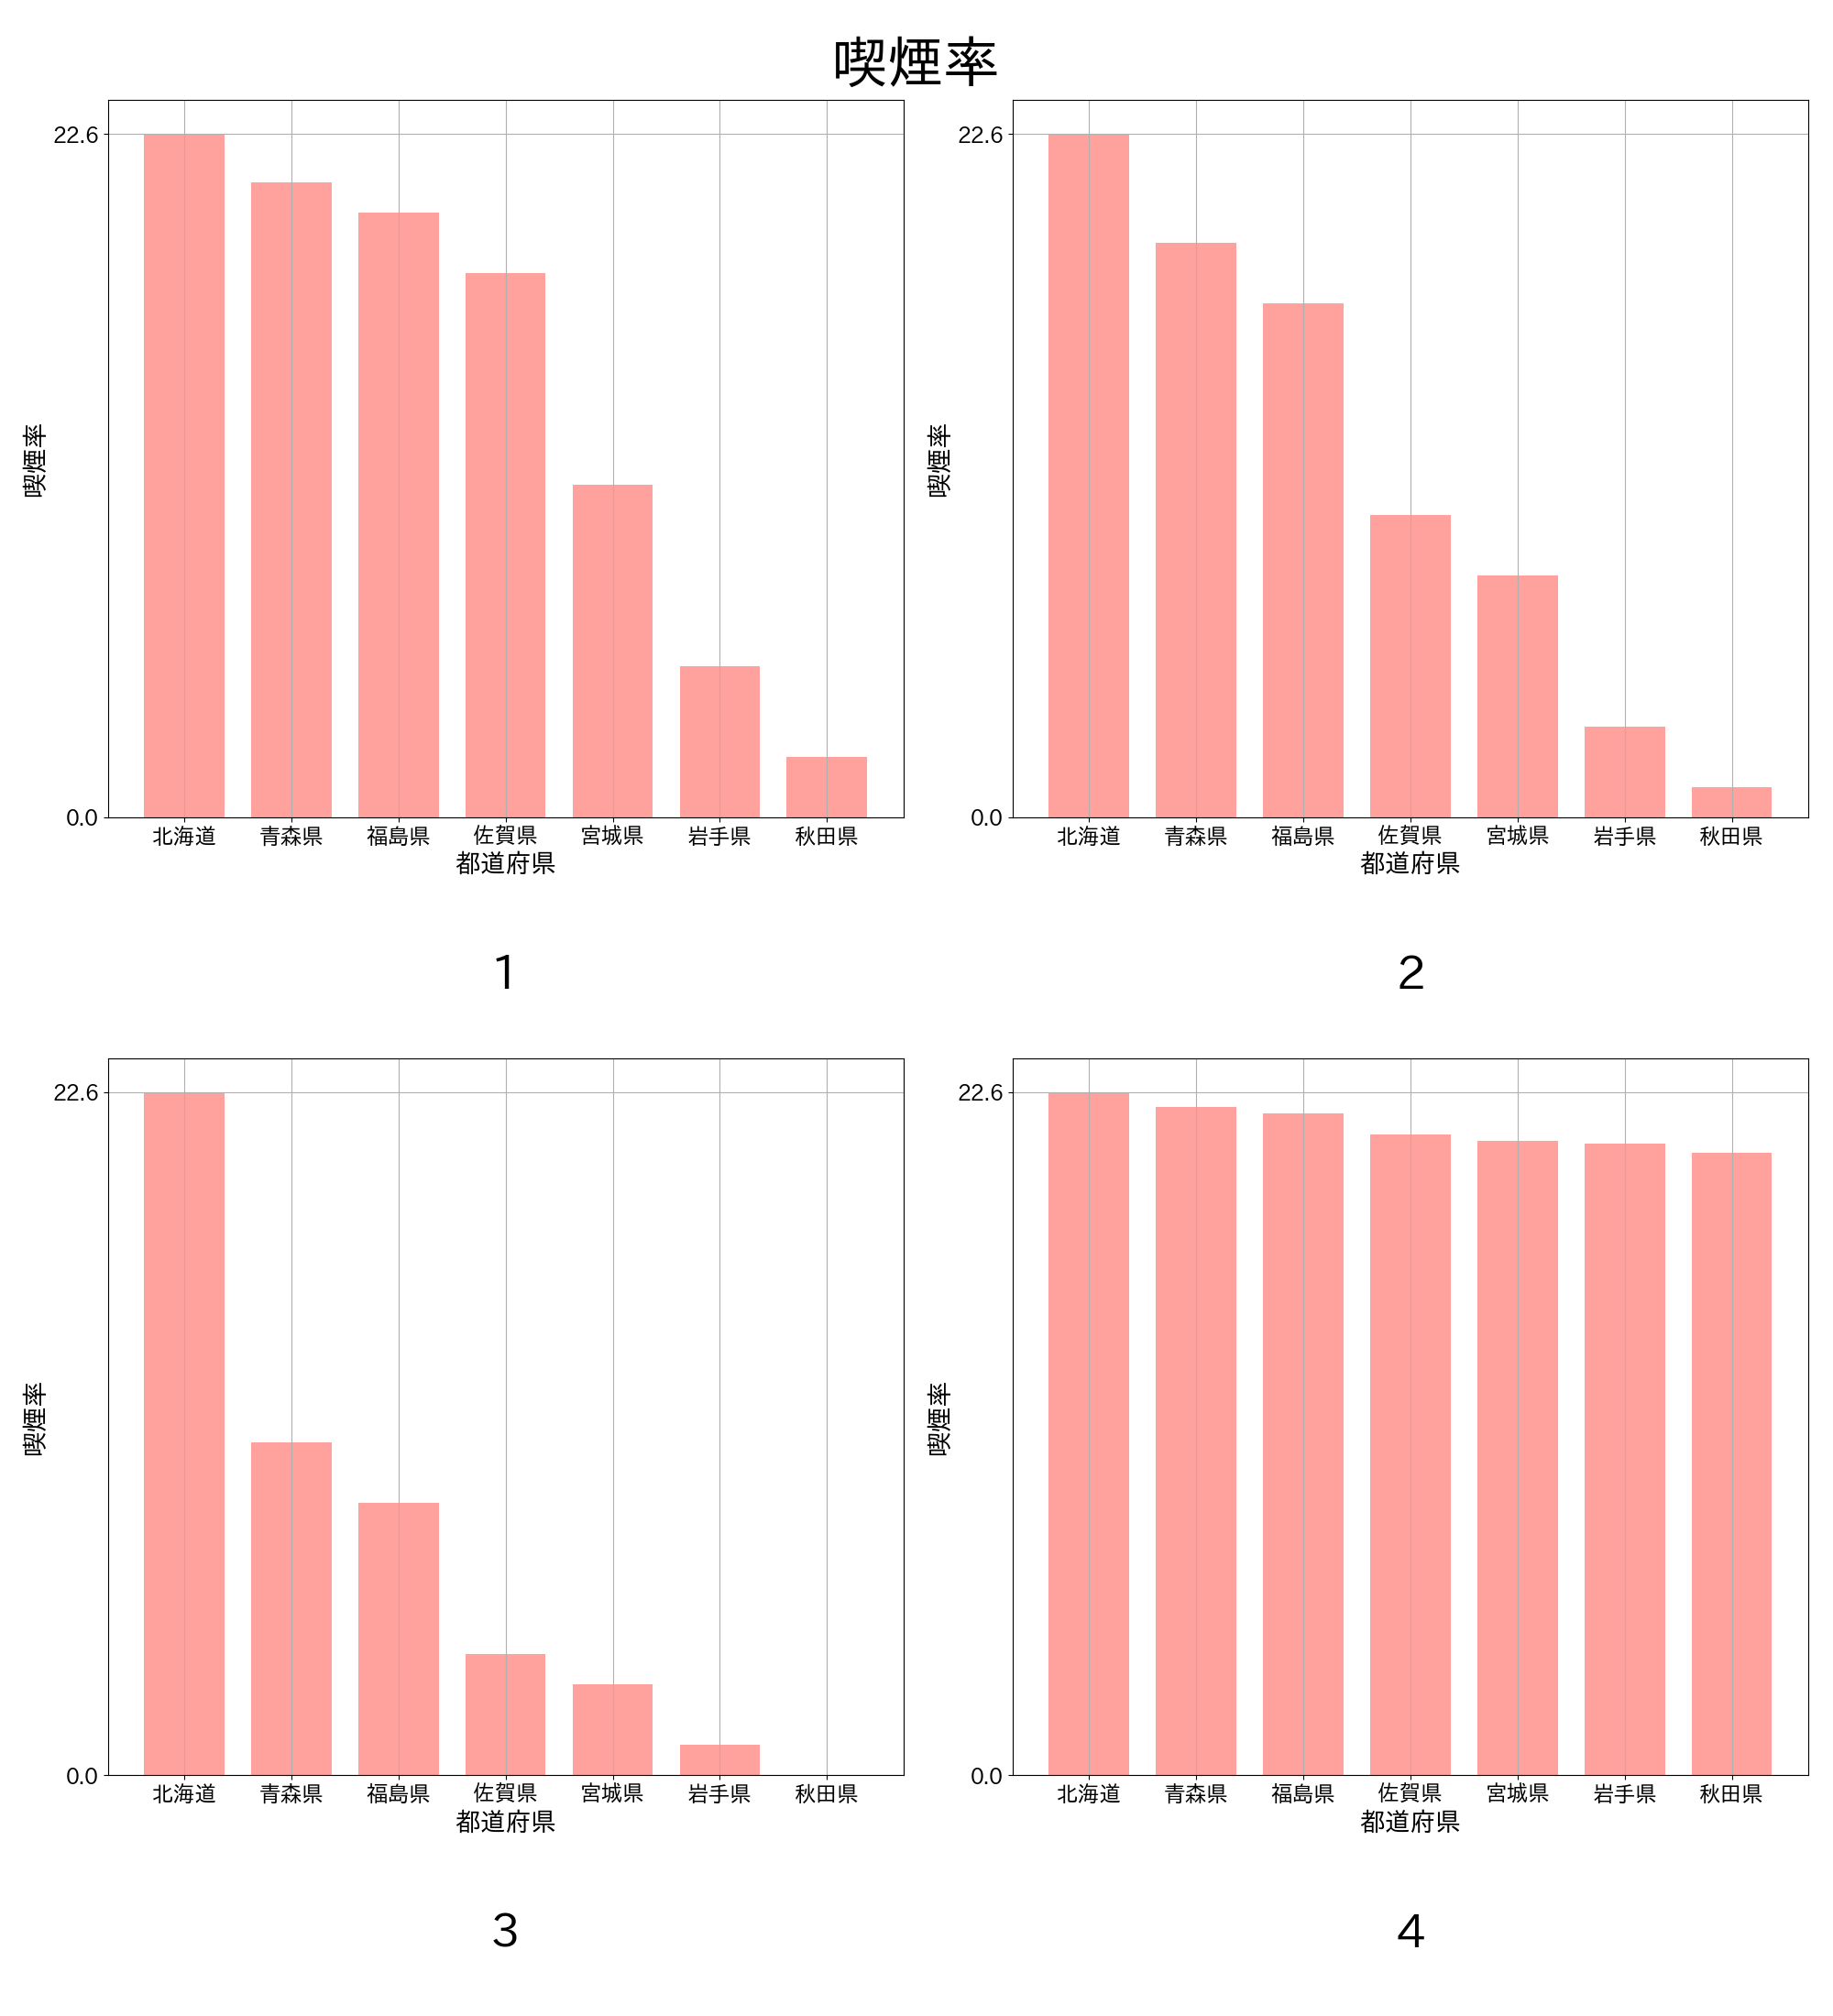 喫煙率
22.6
0.0
喫煙率
北海道 青森県 福島県 佐賀県 宮城県 岩手県 秋田県
都道府県
1
22.6
0.0
喫煙率
北海道 青森県 福島県 佐賀県 宮城県 岩手県 秋田県
都道府県
2
22.6
0.0
喫煙率
北海道 青森県 福島県 佐賀県 宮城県 岩手県 秋田県
都道府県
3
22.6
0.0
喫煙率
北海道 青森県 福島県 佐賀県 宮城県 岩手県 秋田県
都道府県
4